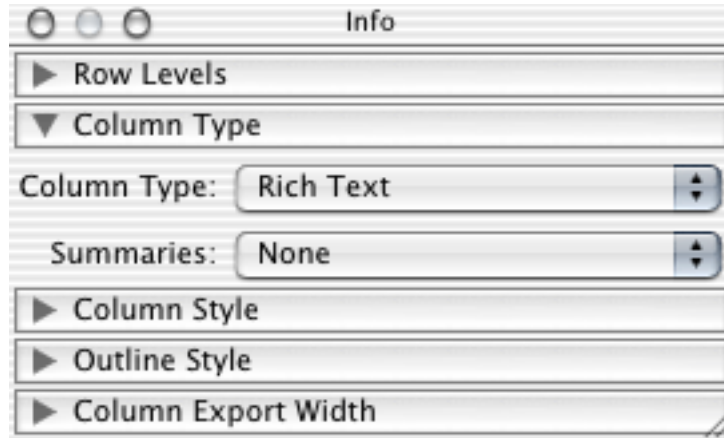 Info
Row Levels
Column Type
Column Type: Rich Text
Summaries: None
Column Style
Outline Style
Column Export Width